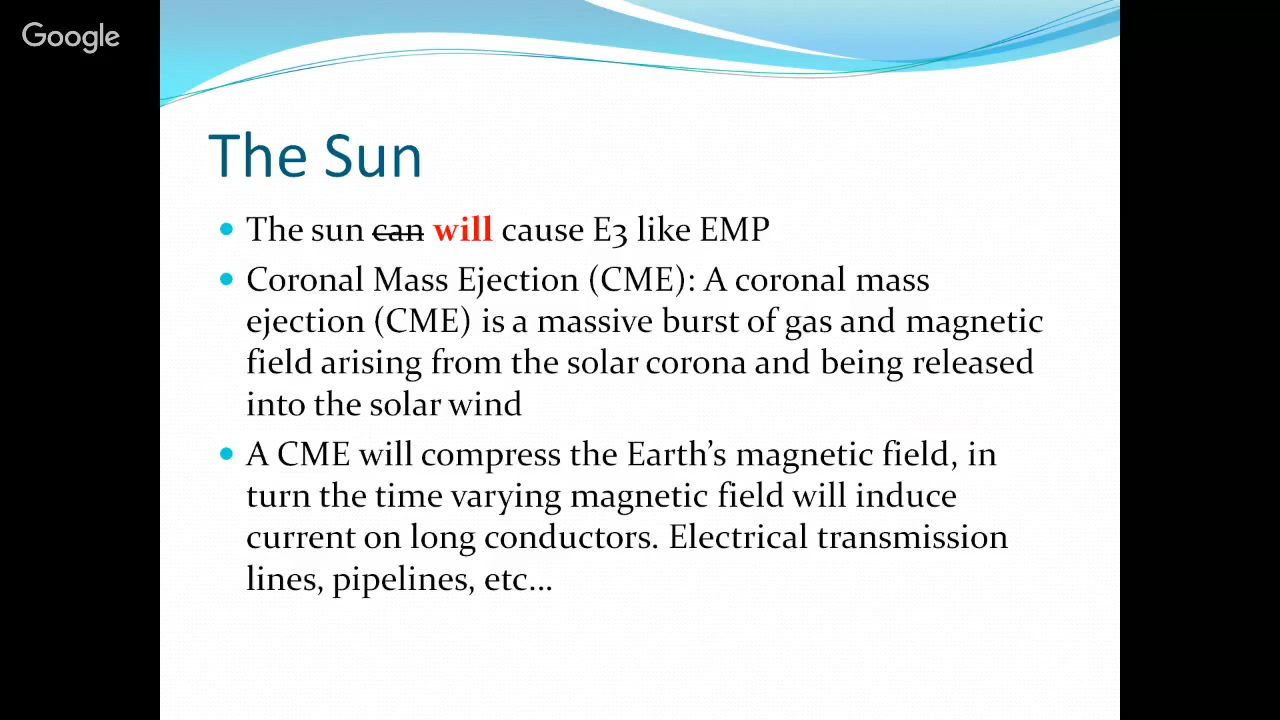 Google
The Sun
• The sun can will cause E3 like EMP
• Coronal Mass Ejection (CME): A coronal mass
ejection (CME) is a massive burst of gas and magnetic
field arising from the solar corona and being released
into the solar wind
• A CME will compress the Earth’s magnetic field, in
turn the time varying magnetic field will induce
current on long conductors. Electrical transmission
lines, pipelines, etc…